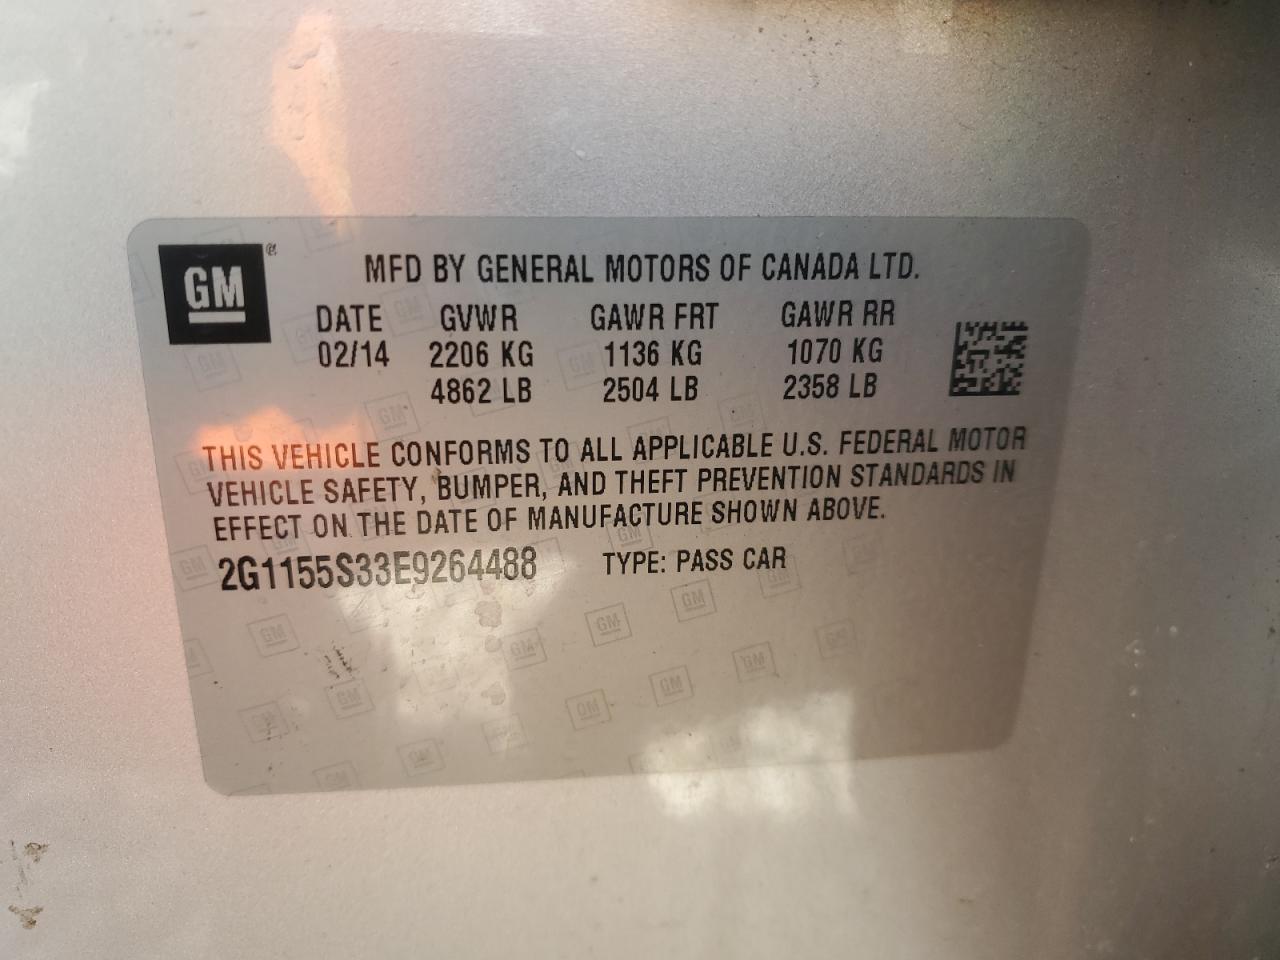 GM ®
MFD BY GENERAL MOTORS OF CANADA LTD.
DATE GVWR GAWR FRT GAWR RR
02/14 2206 KG 1136 KG 1070 KG
4862 LB 2504 LB 2358 LB
THIS VEHICLE CONFORMS TO ALL APPLICABLE U.S. FEDERAL MOTOR
VEHICLE SAFETY, BUMPER, AND THEFT PREVENTION STANDARDS IN
EFFECT ON THE DATE OF MANUFACTURE SHOWN ABOVE.
2G1155S33E9264488 TYPE: PASS CAR